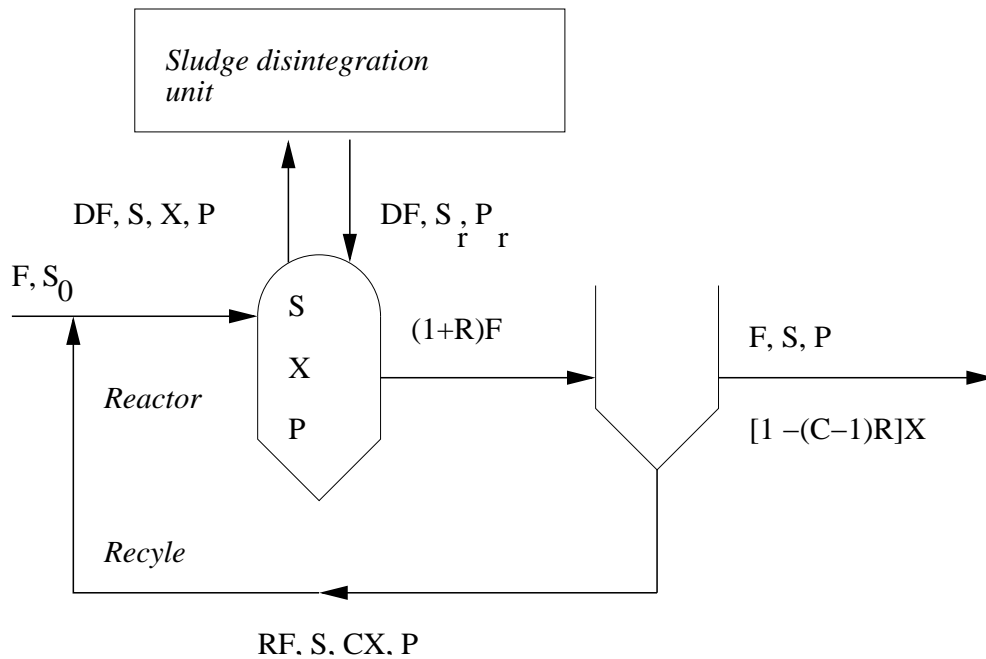 Sludge disintegration
unit
DF, S, X, P
DF, S_r, P_r
F, S_0
S
(1+R)F
F, S, P
X
Reactor
P
[1 –(C–1)R]X
Recyle
RF, S, CX, P